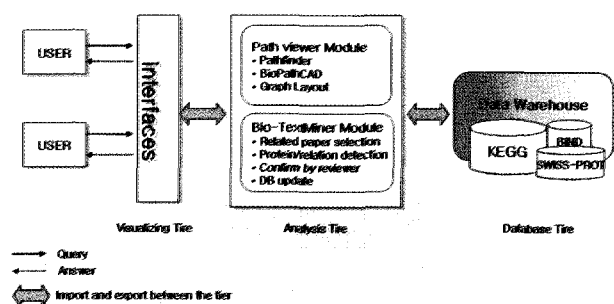 USER
USER
Interfaces
Path viewer Module
• Pathfinder
• BioPathCAD
• Graph Layout
Bio-TextMiner Module
• Related paper selection
• Protein/relation detection
• Confirm by reviewer
• DB update
Data Warehouse
KEGG
BIND
SWISS-PROT
Visualizing Tire
Analysis Tire
Database Tire
Query
Answer
Import and export between the tier